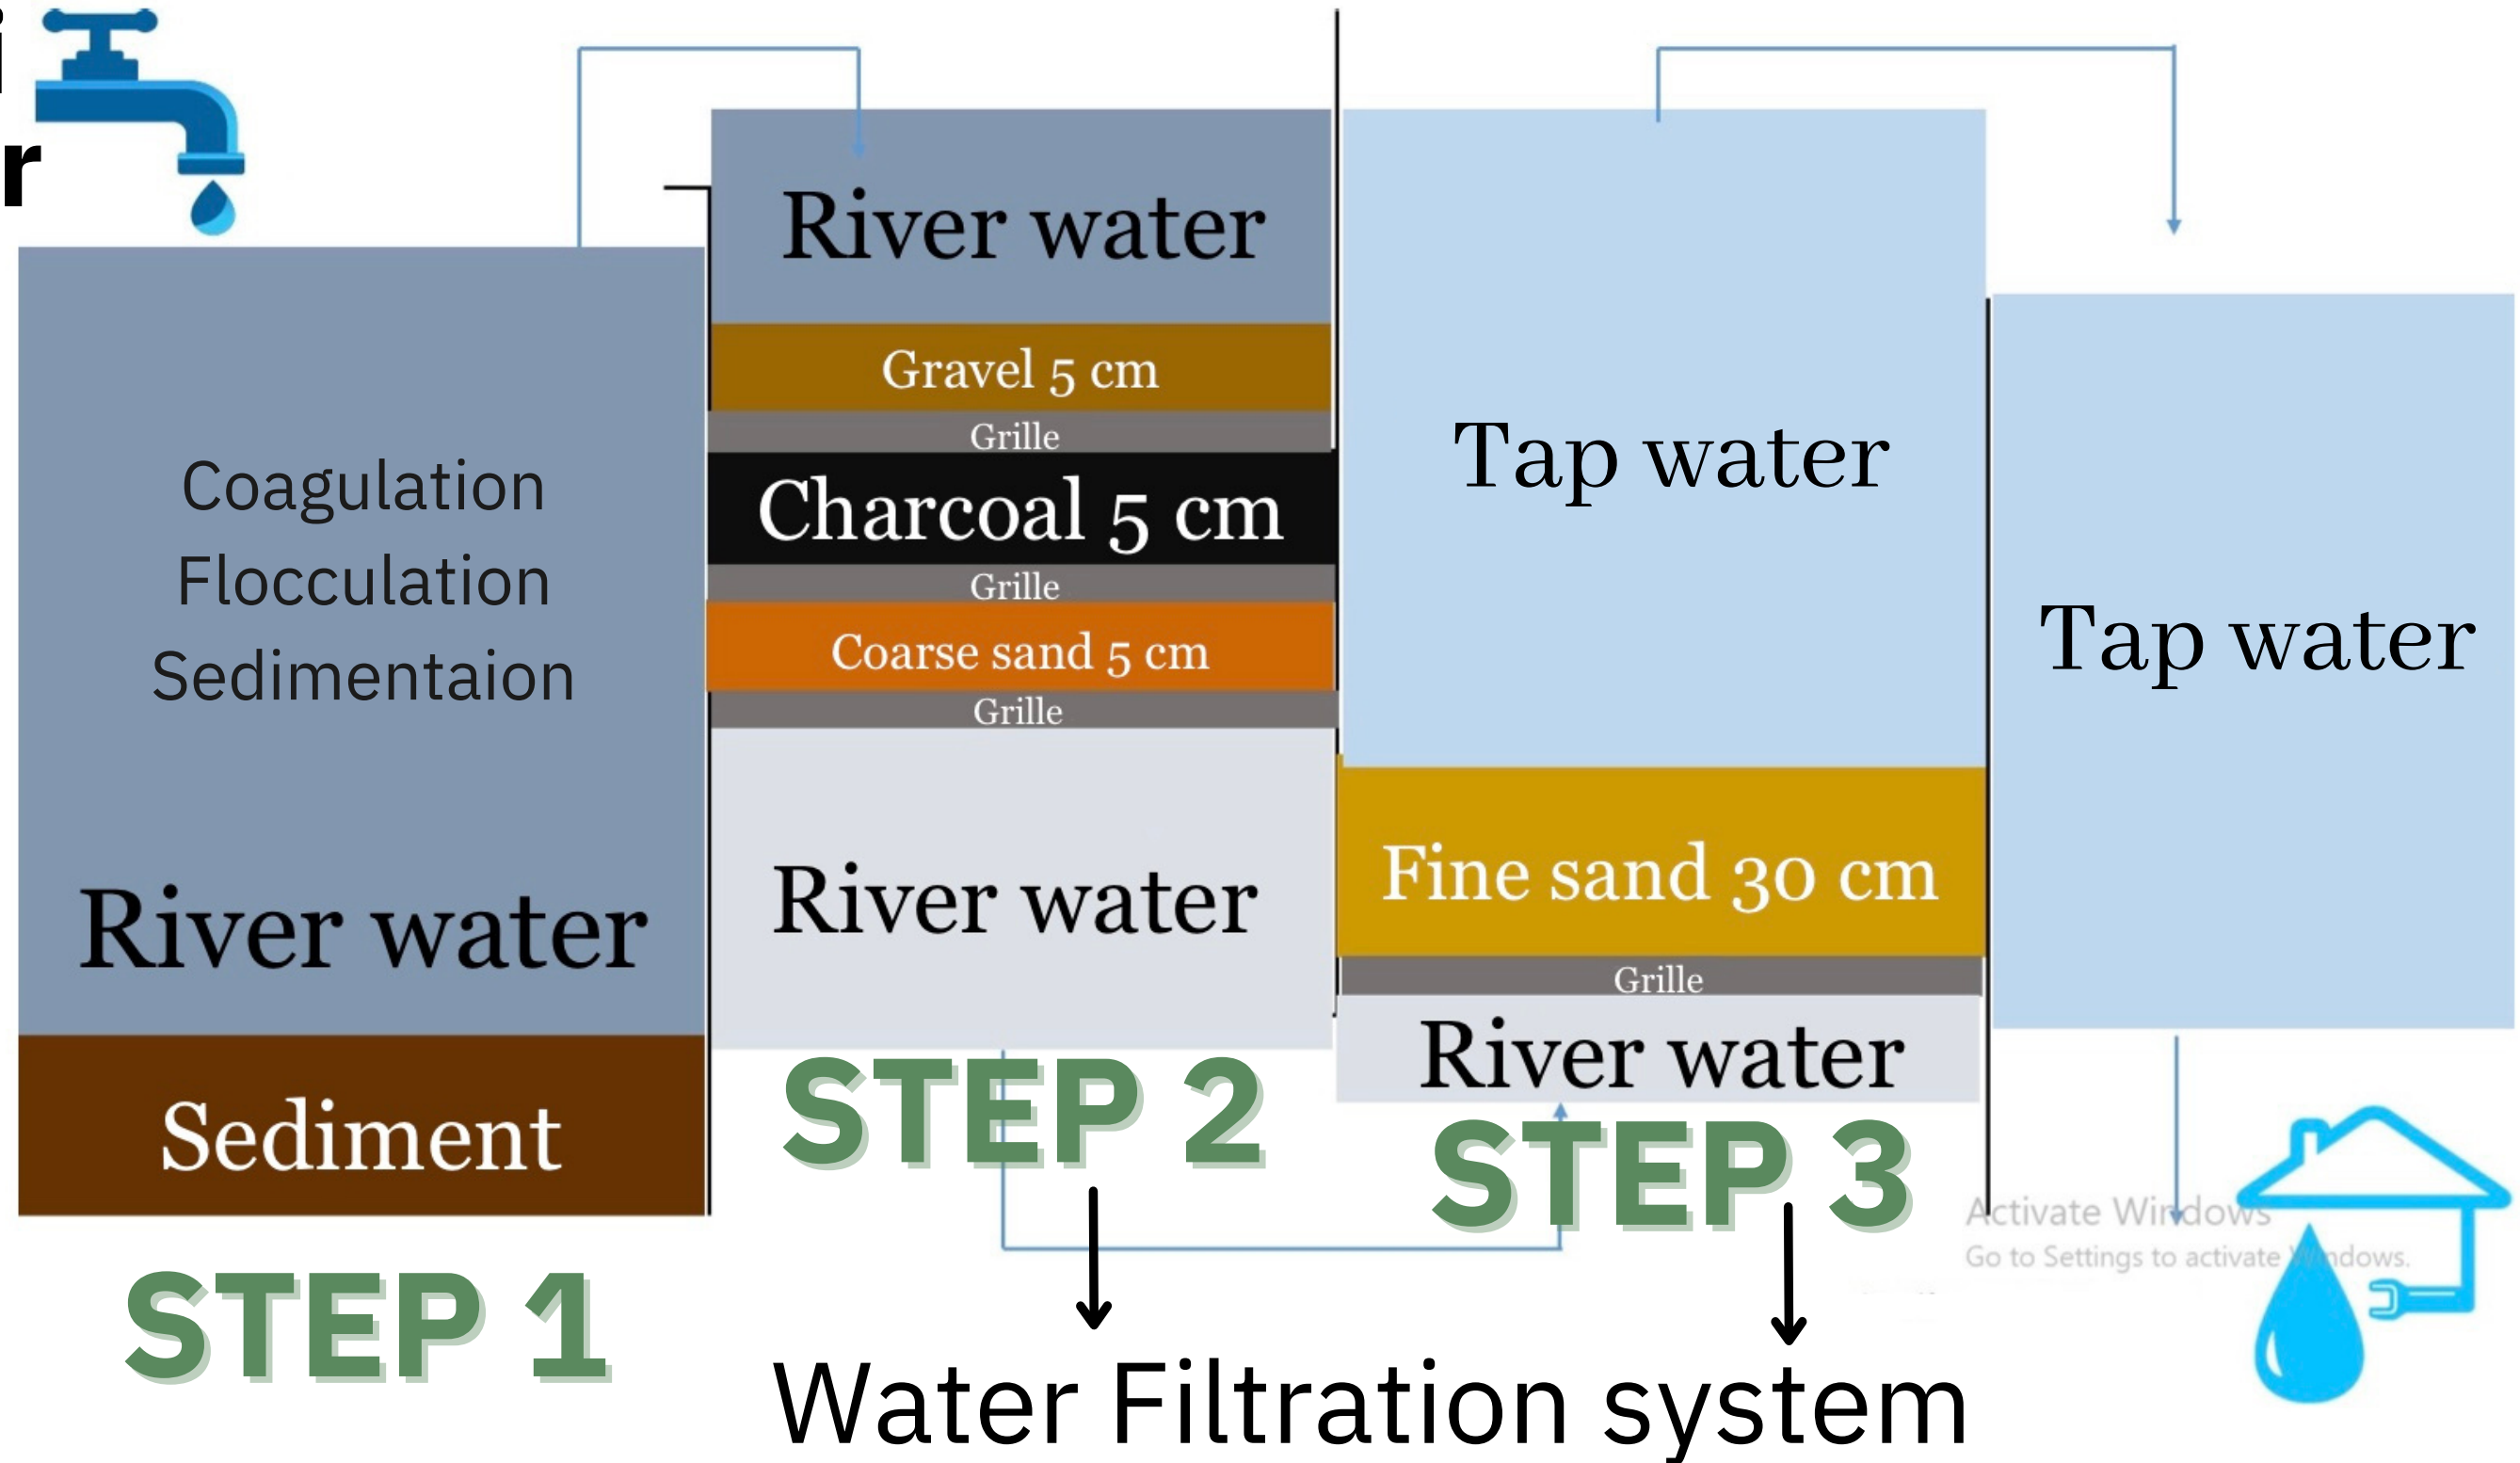 Coagulation
Flocculation
Sedimentaion
River water
Sediment
STEP 1
River water
Gravel 5 cm
Grille
Charcoal 5 cm
Grille
Coarse sand 5 cm
Grille
River water
STEP 2
Tap water
Fine sand 30 cm
Grille
River water
STEP 3
Water Filtration system
Tap water
Activate Windows
Go to Settings to activate Windows.